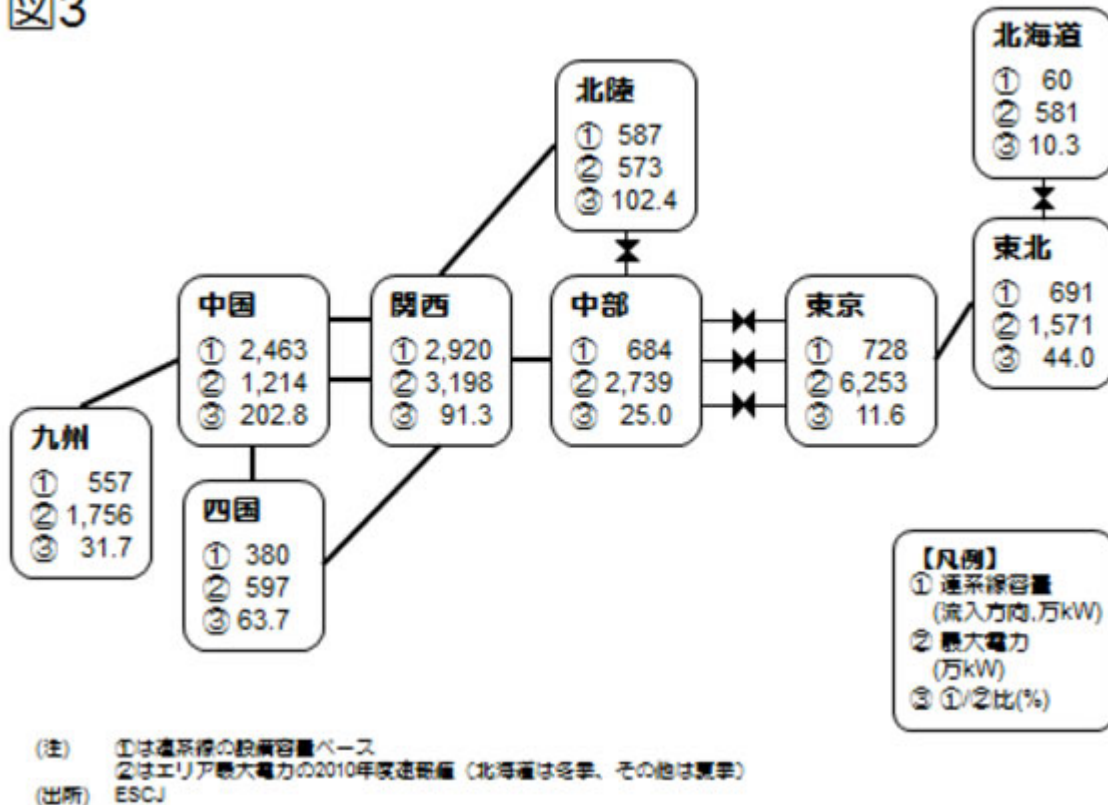 図3
北海道
① 60
② 581
③ 10.3
北陸
① 587
② 573
③ 102.4
東北
① 691
② 1,571
③ 44.0
中国
① 2,463
② 1,214
③ 202.8
関西
① 2,920
② 3,198
③ 91.3
中部
① 684
② 2,739
③ 25.0
東京
① 728
② 6,253
③ 11.6
九州
① 557
② 1,756
③ 31.7
四国
① 380
② 597
③ 63.7
【凡例】
① 連系線容量
(流入方向,万kW)
② 最大電力
(万kW)
③ ①/②比(%)
(注) ①は連系線の設備容量ベース
②はエリア最大電力の2010年度速報値（北海道は冬季、その他は夏季）
(出所) ESCJ